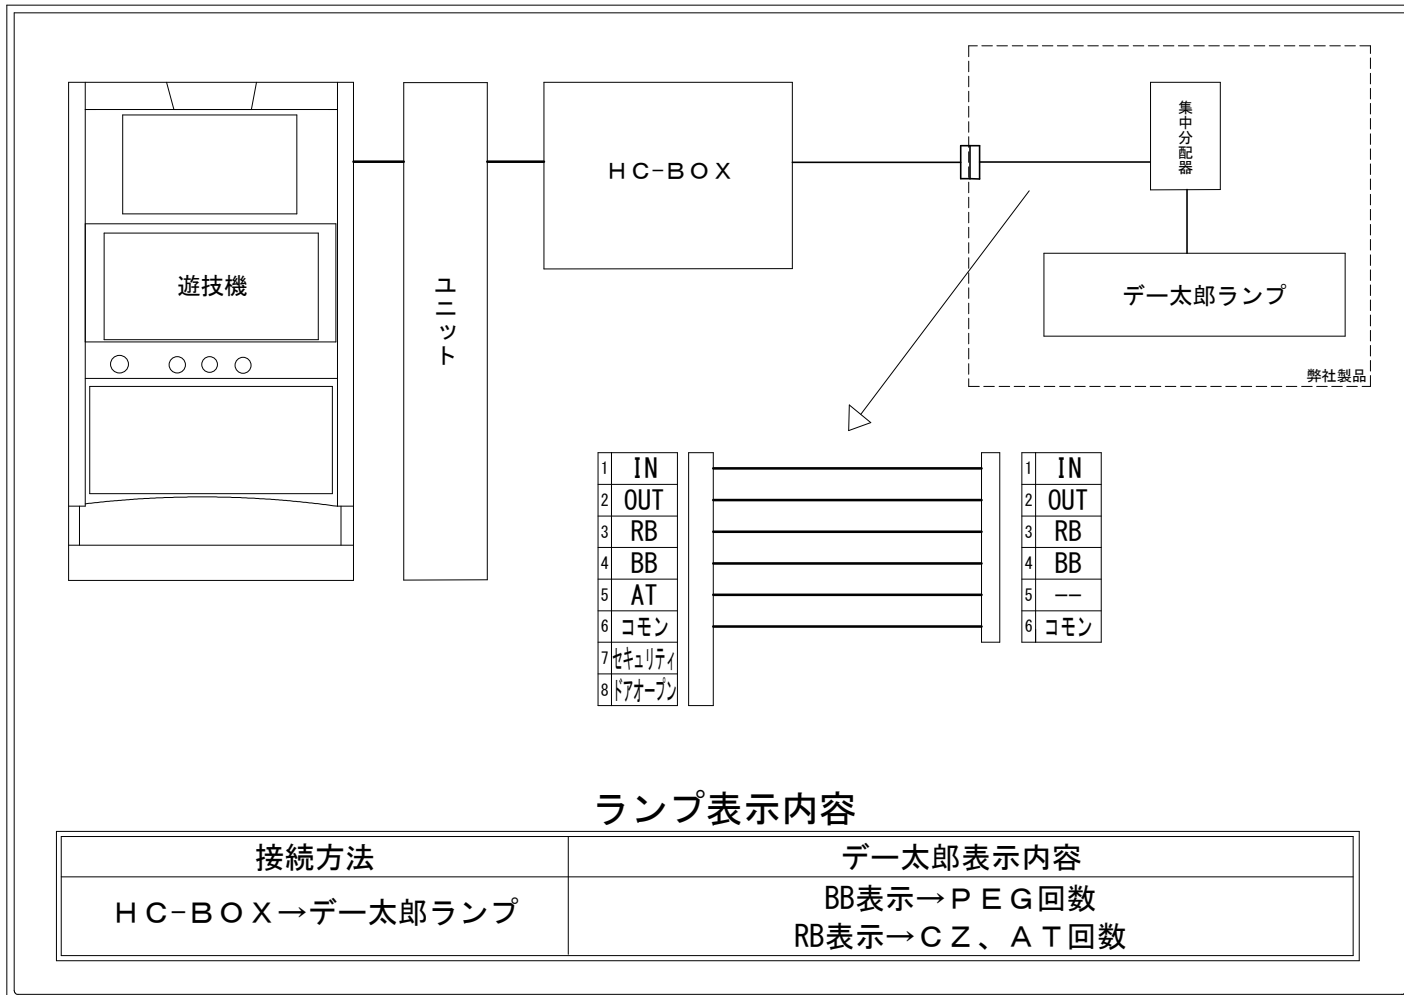 遊技機
ユニット
HC-BOX
集中分配器
デー太郎ランプ
弊社製品
1 IN
2 OUT
3 RB
4 BB
5 AT
6 コモン
7 セキュリティ
8 ドアオープン
1 IN
2 OUT
3 RB
4 BB
5 --
6 コモン
ランプ表示内容
接続方法 デー太郎表示内容
HC-BOX→デー太郎ランプ
BB表示→PEG回数
RB表示→CZ、AT回数